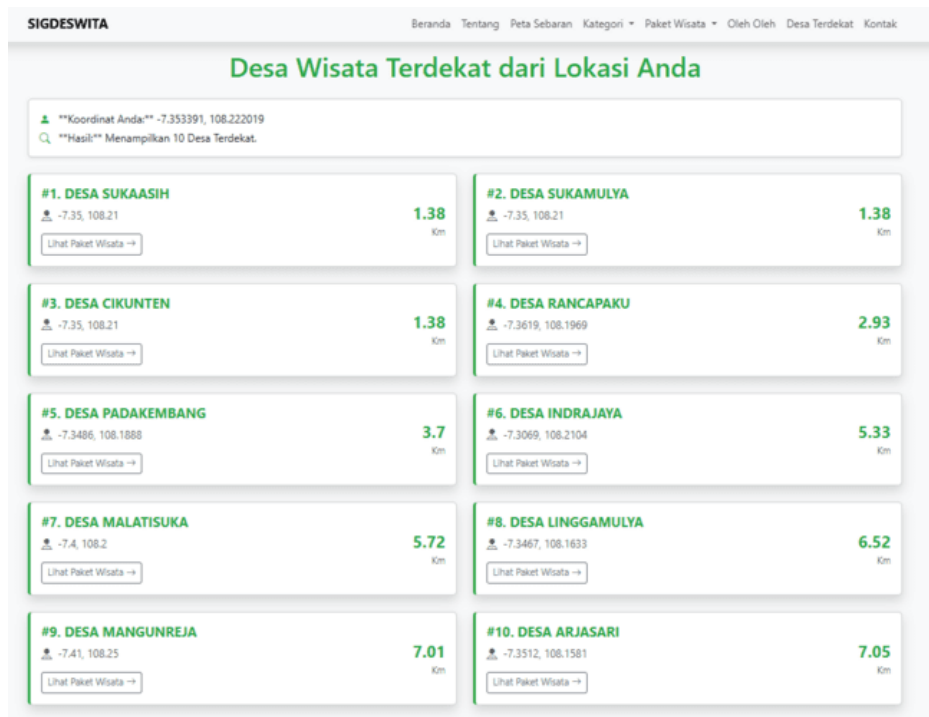 SIGDESWITA
Beranda Tentang Peta Sebaran Kategori Paket Wisata Oleh Oleh Desa Terdekat Kontak
Desa Wisata Terdekat dari Lokasi Anda
**Koordinat Anda:** -7.353391, 108.222019
**Hasil:** Menampilkan 10 Desa Terdekat.
#1. DESA SUKAASIH
-7.35, 108.21
1.38
Km
Lihat Paket Wisata →
#2. DESA SUKAMULYA
-7.35, 108.21
1.38
Km
Lihat Paket Wisata →
#3. DESA CIKUNTEN
-7.35, 108.21
1.38
Km
Lihat Paket Wisata →
#4. DESA RANCAPAKU
-7.3619, 108.1969
2.93
Km
Lihat Paket Wisata →
#5. DESA PADAKEMBANG
-7.3486, 108.1888
3.7
Km
Lihat Paket Wisata →
#6. DESA INDRAJAYA
-7.3069, 108.2104
5.33
Km
Lihat Paket Wisata →
#7. DESA MALATISUKA
-7.4, 108.2
5.72
Km
Lihat Paket Wisata →
#8. DESA LINGGAMULYA
-7.3467, 108.1633
6.52
Km
Lihat Paket Wisata →
#9. DESA MANGUNREJA
-7.41, 108.25
7.01
Km
Lihat Paket Wisata →
#10. DESA ARJASARI
-7.3512, 108.1581
7.05
Km
Lihat Paket Wisata →